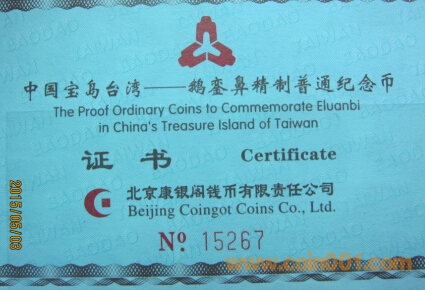 中国宝岛台湾——鹅銮鼻精制普通纪念币
The Proof Ordinary Coins to Commemorate Eluanbi
in China's Treasure Island of Taiwan
证书 Certificate
北京康银阁钱币有限责任公司
Beijing Coingot Coins Co., Ltd.
Nº 15267
2015/05/03
www.coin001.com